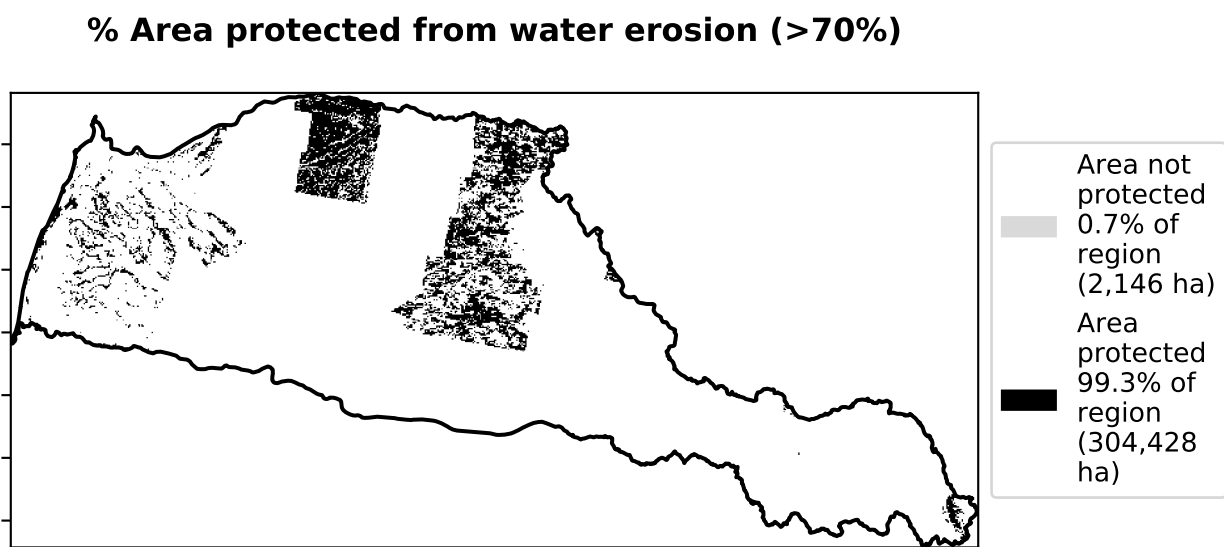 % Area protected from water erosion (>70%)
Area not
protected
0.7% of
region
(2,146 ha)
Area
protected
99.3% of
region
(304,428
ha)